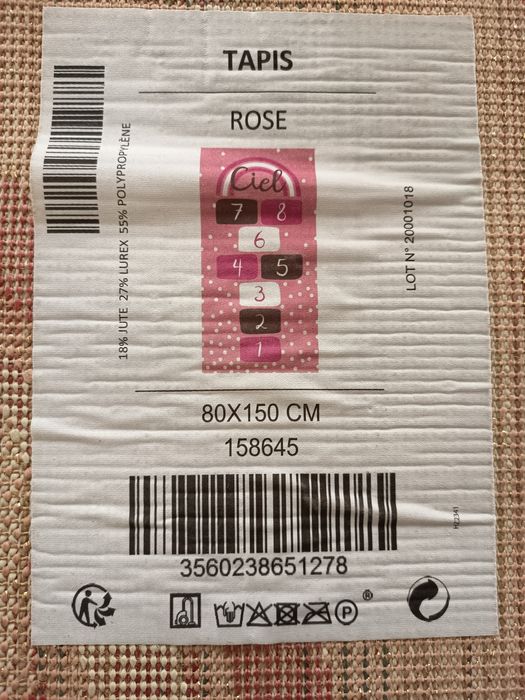 TAPIS
ROSE
Ciel
7 8
6
4 5
3
2
1
18% JUTE 27% LUREX 55% POLYPROPYLÈNE
LOT N° 20001018
80X150 CM
158645
3560238651278
H22341
P
®